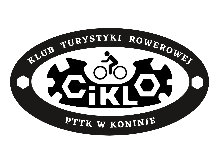 KLUB TURYSTYKI ROWEROWEJ
CiKLO
PTTK W KONINIE